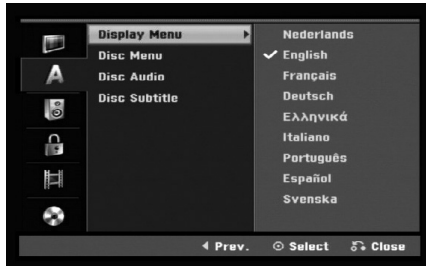 Display Menu
Disc Menu
Disc Audio
Disc Subtitle
Nederlands
English
Français
Deutsch
Ελληνικά
Italiano
Português
Español
Svenska
A
Prev.
Select
Close